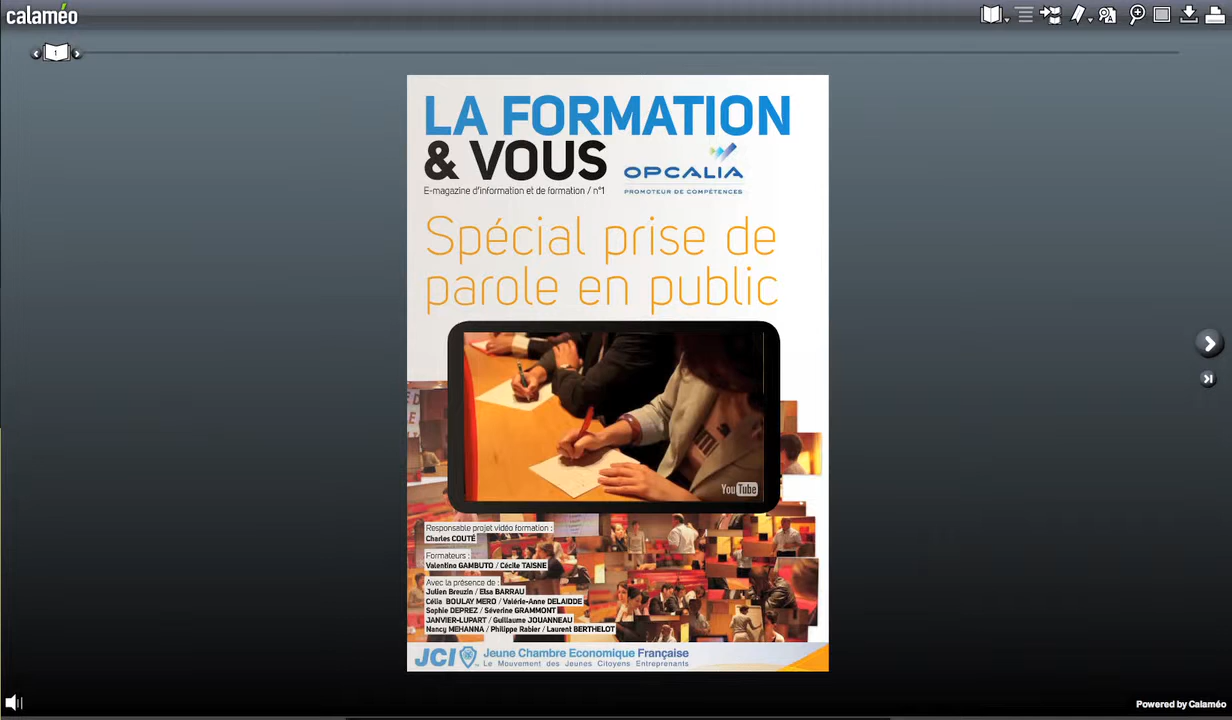 calaméo
1
LA FORMATION
& VOUS
OPCALIA
E-magazine d'information et de formation / n°1
PROMOTEUR DE COMPÉTENCES
Spécial prise de
parole en public
YouTube
Responsable projet vidéo formation :
Charles COUTÉ
Formateurs :
Valentino GAMBUTO / Cécile TAISNE
Avec la présence de :
Julien Breuzin / Elsa BARRAU
Célia BOULAY MERO / Valérie-Anne DELAIDDE
Sophie DEPREZ / Séverine GRAMMONT
JANVIER-LUPART / Guillaume JOUANNEAU
Nancy MEHANNA / Philippe Rabier / Laurent BERTHELOT
JCI Jeune Chambre Economique Française
Le Mouvement des Jeunes Citoyens Entreprenants
Powered by Calaméo